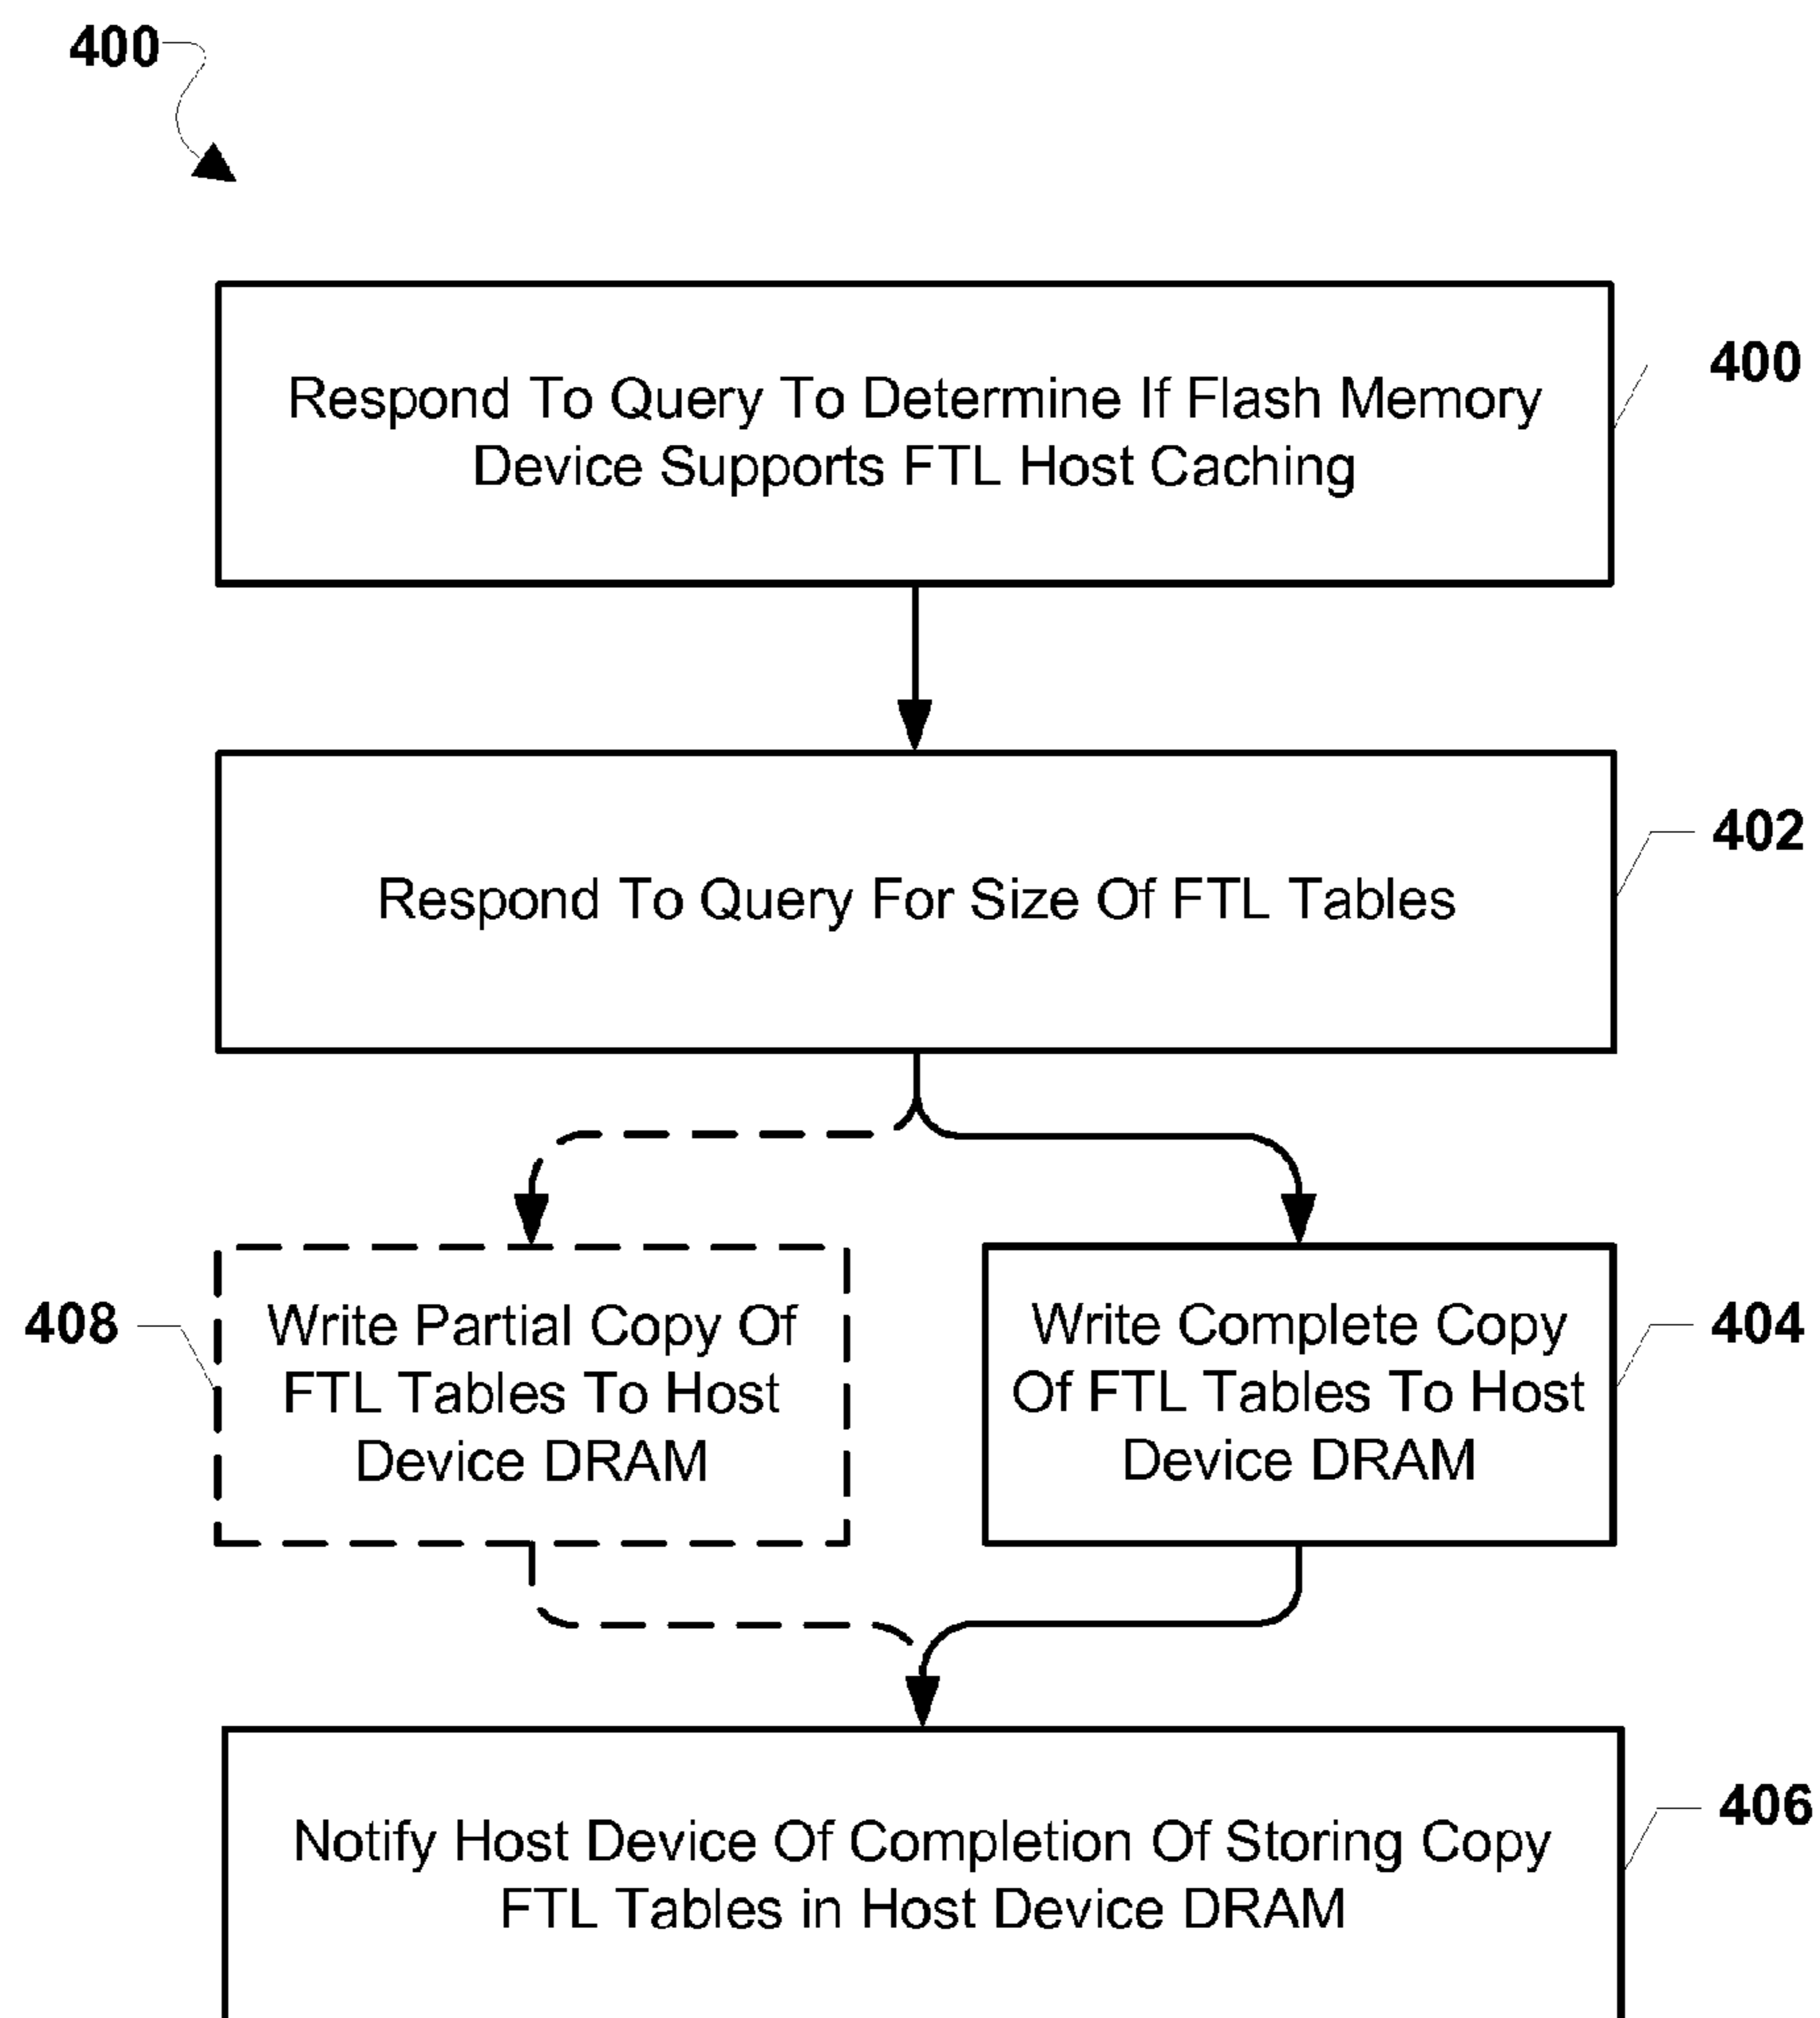 400
Respond To Query To Determine If Flash Memory
Device Supports FTL Host Caching
400
Respond To Query For Size Of FTL Tables
402
408
Write Partial Copy Of
FTL Tables To Host
Device DRAM
Write Complete Copy
Of FTL Tables To Host
Device DRAM
404
Notify Host Device Of Completion Of Storing Copy
FTL Tables in Host Device DRAM
406